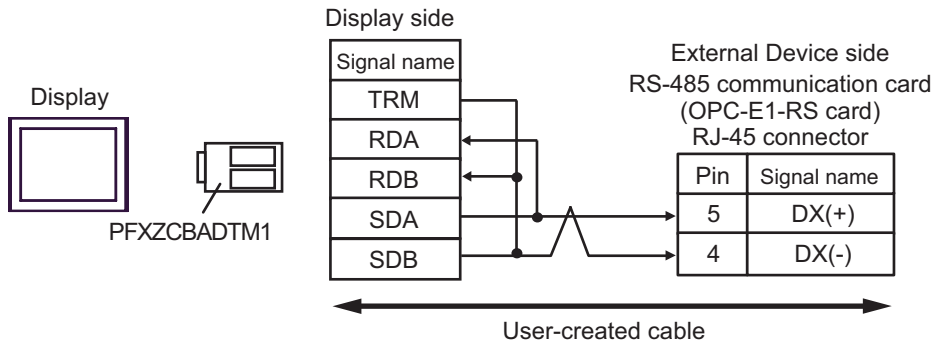 Display side
External Device side
RS-485 communication card
(OPC-E1-RS card)
RJ-45 connector
Display
PFXZCBADTM1
Signal name
TRM
RDA
RDB
SDA
SDB
Pin Signal name
5 DX(+)
4 DX(-)
User-created cable